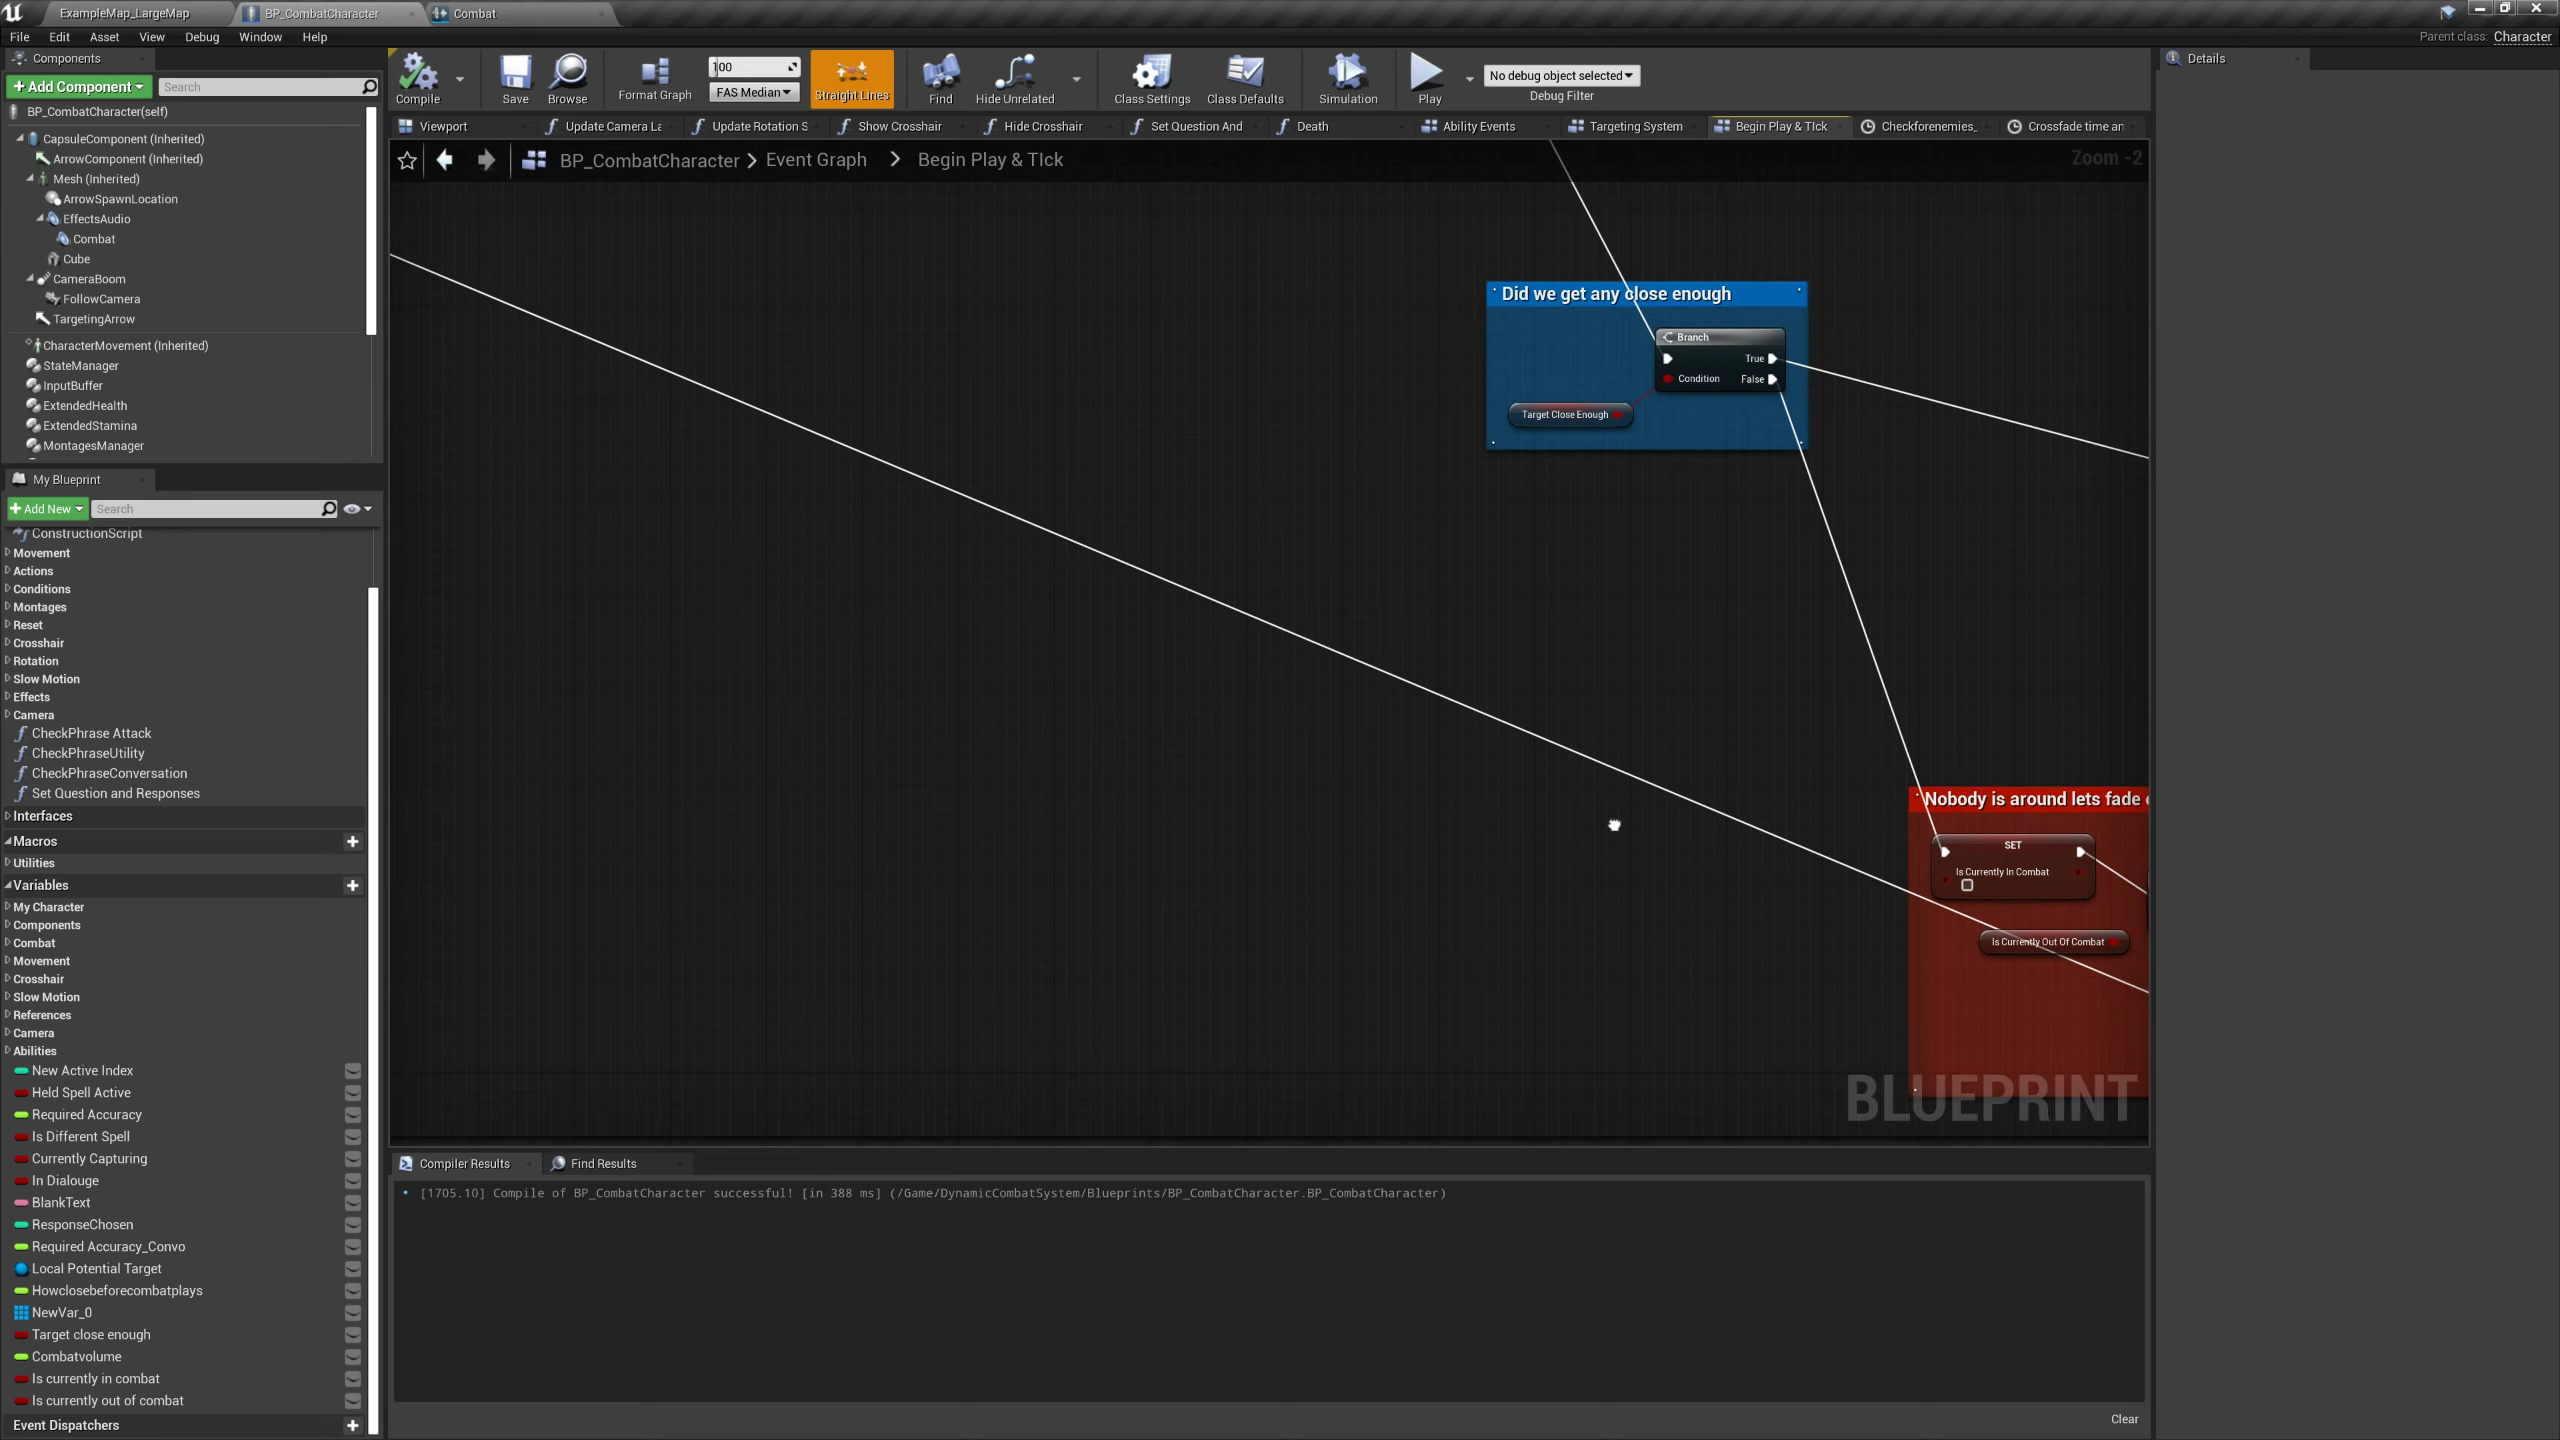 ExampleMap_LargeMap
BP_CombatCharacter
Combat
File Edit Asset View Debug Window Help
Parent class: Character
Components
Details
+ Add Component
Search
Compile
Save
Browse
Format Graph
100
FAS Median
Straight Lines
Find
Hide Unrelated
Class Settings
Class Defaults
Simulation
Play
No debug object selected
Debug Filter
BP_CombatCharacter(self)
Viewport
Update Camera La
Update Rotation S
Show Crosshair
Hide Crosshair
Set Question And
Death
Ability Events
Targeting System
Begin Play & TIck
Checkforenemies_
Crossfade time an
CapsuleComponent (Inherited)
ArrowComponent (Inherited)
Mesh (Inherited)
ArrowSpawnLocation
EffectsAudio
Combat
Cube
CameraBoom
FollowCamera
TargetingArrow
CharacterMovement (Inherited)
StateManager
InputBuffer
ExtendedHealth
ExtendedStamina
MontagesManager
BP_CombatCharacter > Event Graph > Begin Play & TIck
Zoom -2
Did we get any close enough
Branch
True
Condition
False
Target Close Enough
Nobody is around lets fade
SET
Is Currently In Combat
Is Currently Out Of Combat
BLUEPRINT
My Blueprint
+ Add New
Search
ConstructionScript
Movement
Actions
Conditions
Montages
Reset
Crosshair
Rotation
Slow Motion
Effects
Camera
CheckPhrase Attack
CheckPhraseUtility
CheckPhraseConversation
Set Question and Responses
Interfaces
Macros
Utilities
Variables
My Character
Components
Combat
Movement
Crosshair
Slow Motion
References
Camera
Abilities
New Active Index
Held Spell Active
Required Accuracy
Is Different Spell
Currently Capturing
In Dialouge
BlankText
ResponseChosen
Required Accuracy_Convo
Local Potential Target
Howclosebeforecombatplays
NewVar_0
Target close enough
Combatvolume
Is currently in combat
Is currently out of combat
Event Dispatchers
Compiler Results
Find Results
[1705.10] Compile of BP_CombatCharacter successful! [in 388 ms] (/Game/DynamicCombatSystem/Blueprints/BP_CombatCharacter.BP_CombatCharacter)
Clear